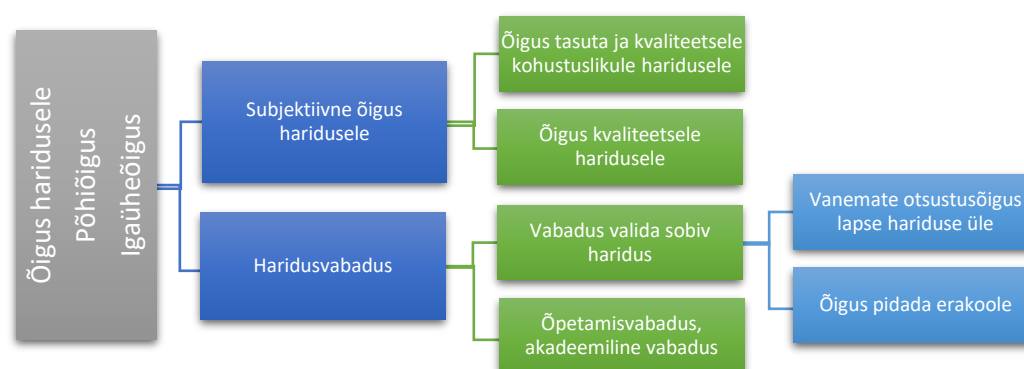 Õigus haridusele
Põhiõigus
Igaüheõigus
Subjektiivne õigus
haridusele
Õigus tasuta ja kvaliteetsele
kohustuslikule haridusele
Õigus kvaliteetsele
haridusele
Haridusvabadus
Vabadus valida sobiv
haridus
Vanemate otsustusõigus
lapse hariduse üle
Õigus pidada erakoole
Õpetamisvabadus,
akadeemiline vabadus